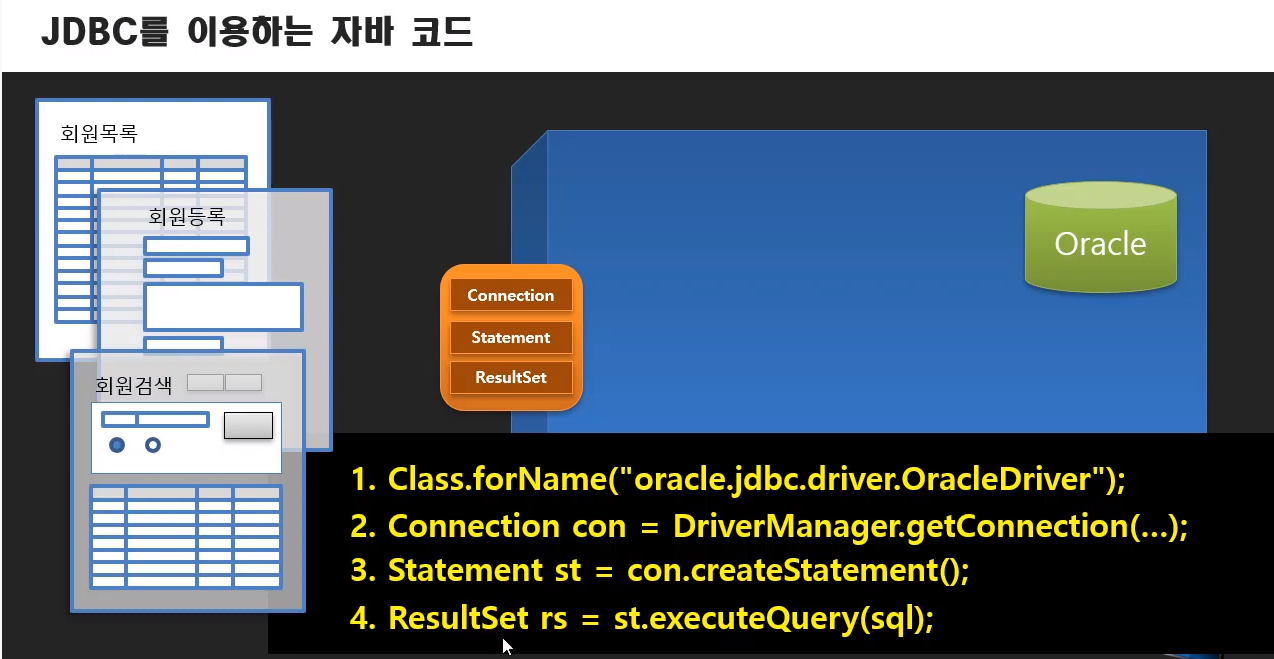 JDBC를 이용하는 자바 코드
회원목록
회원등록
회원검색
Connection
Statement
ResultSet
Oracle
1. Class.forName("oracle.jdbc.driver.OracleDriver");
2. Connection con = DriverManager.getConnection(...);
3. Statement st = con.createStatement();
4. ResultSet rs = st.executeQuery(sql);